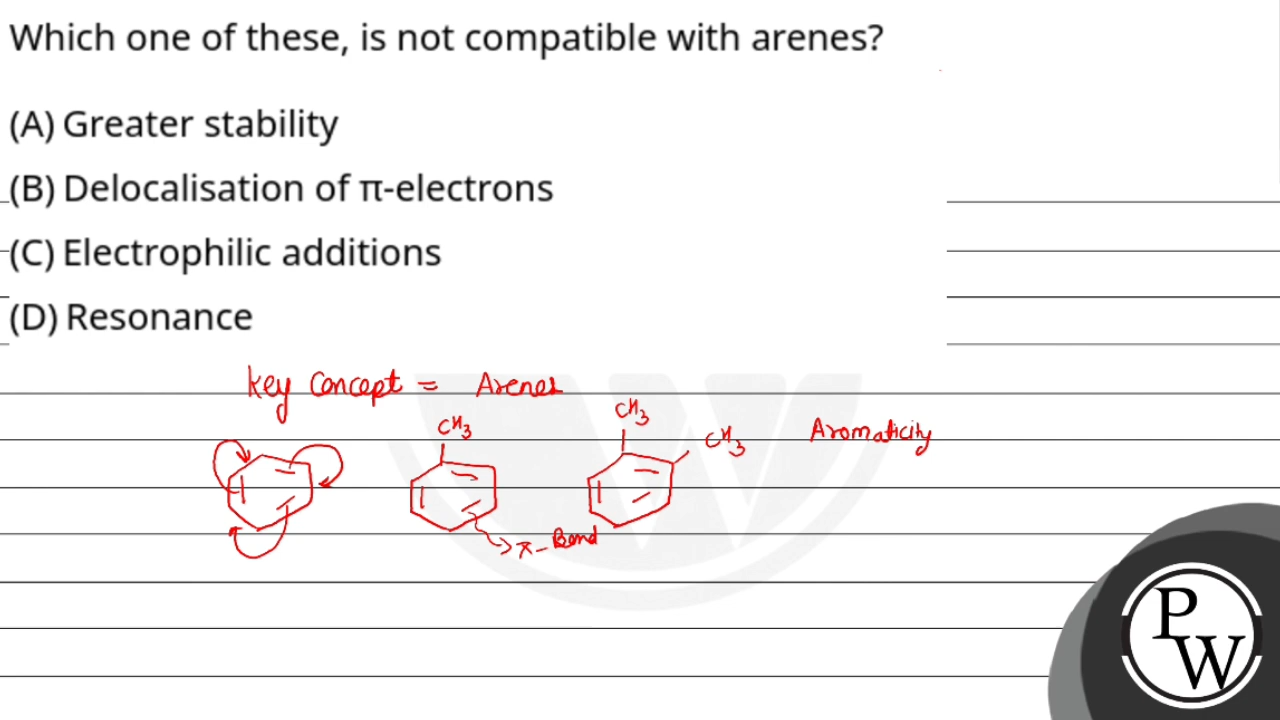 Which one of these, is not compatible with arenes?
(A) Greater stability
(B) Delocalisation of π-electrons
(C) Electrophilic additions
(D) Resonance
key Concept = Arenes
CH3
CH3
CH3
Aromaticity
π-Bond
P
W